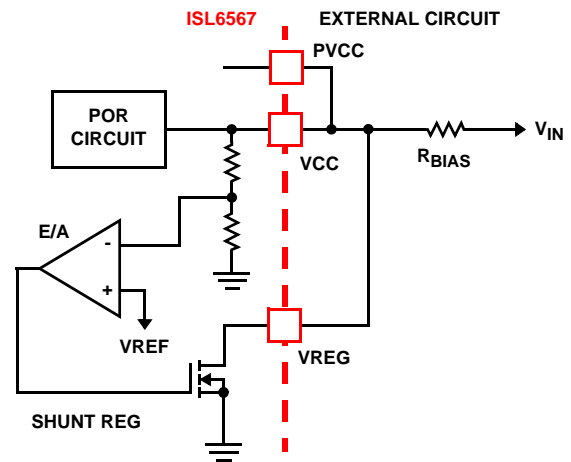 ISL6567
EXTERNAL CIRCUIT
PVCC
POR
CIRCUIT
VCC
RBIAS
VIN
E/A
-
+
VREF
VREG
SHUNT REG